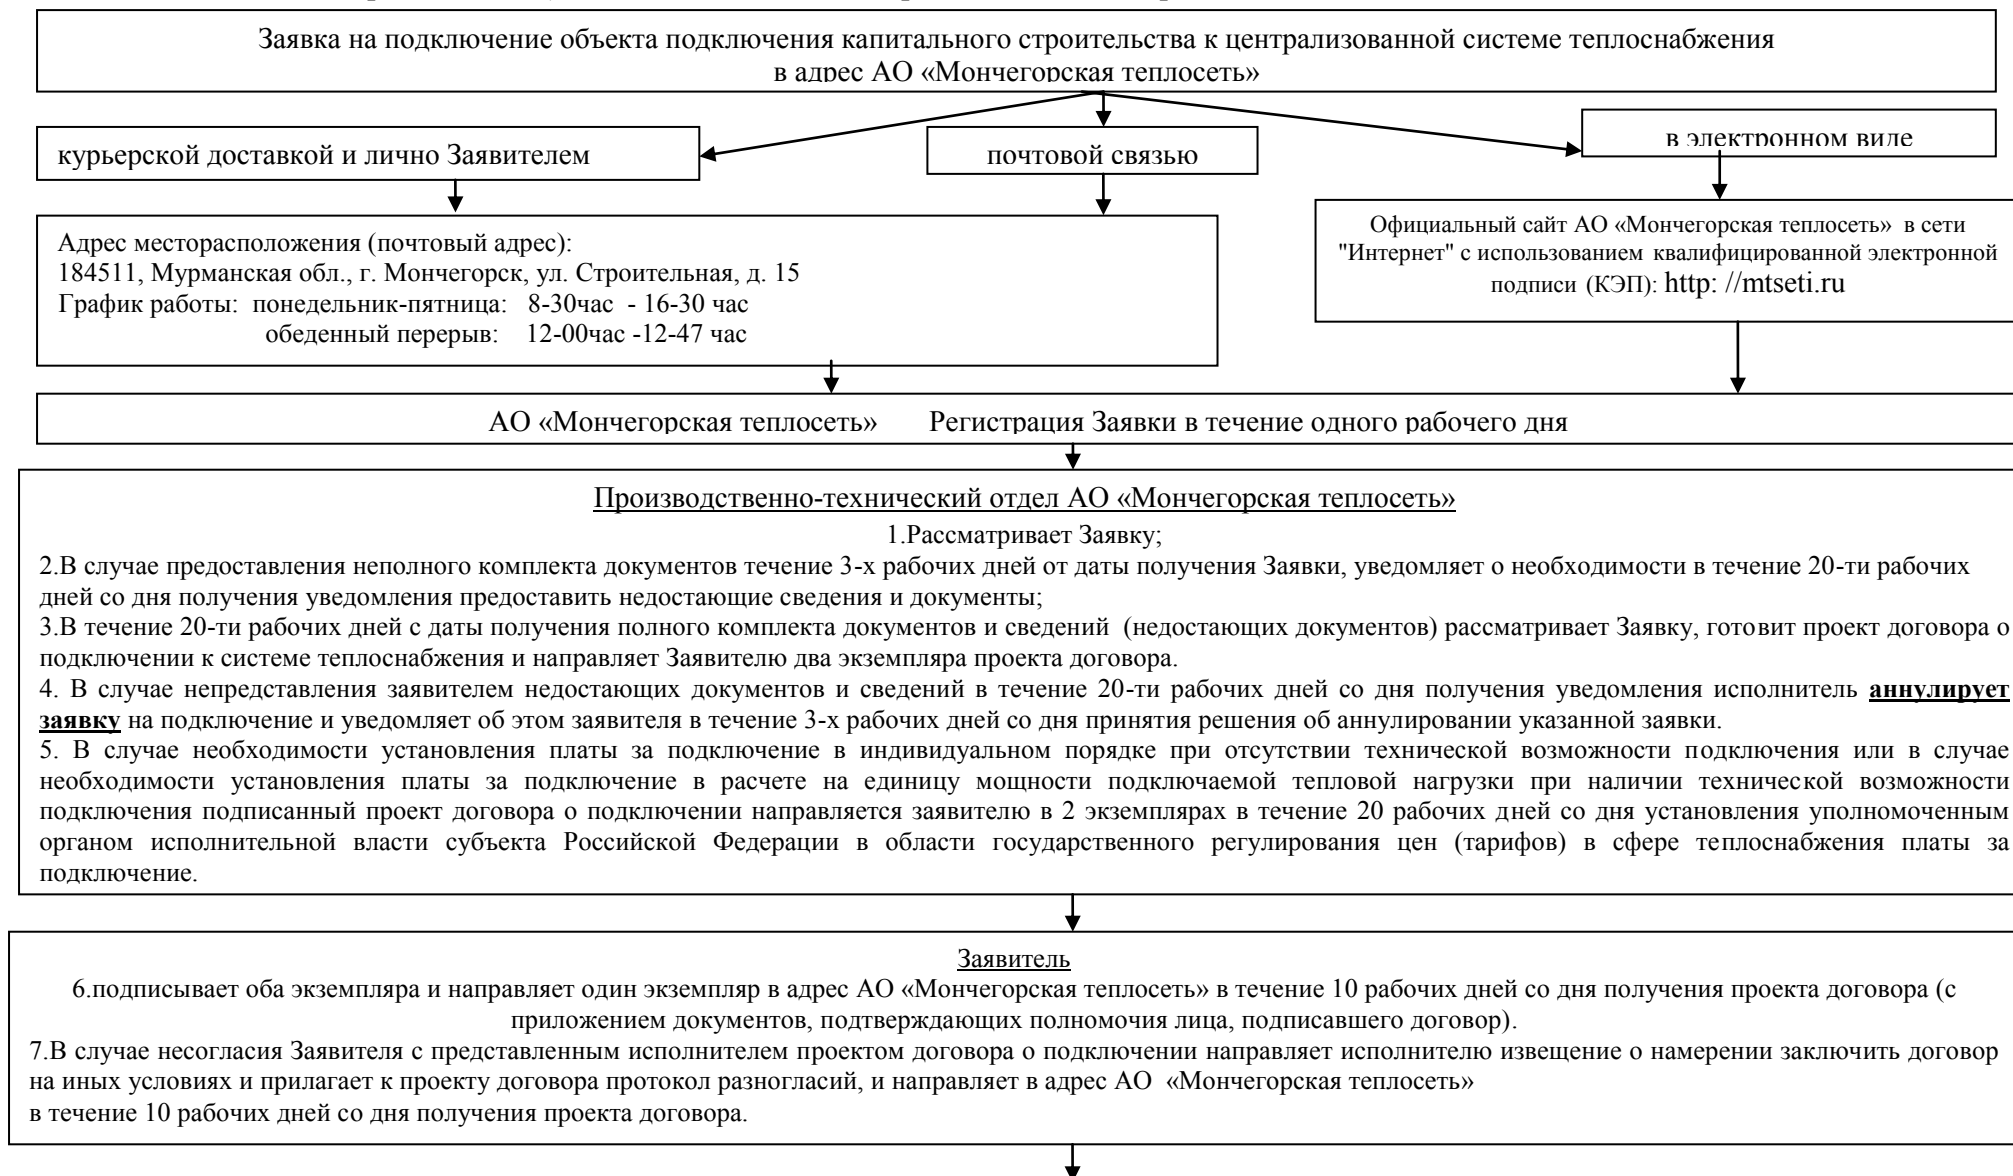 Заявка на подключение объекта подключения капитального строительства к централизованной системе теплоснабжения
в адрес АО «Мончегорская теплосеть»
курьерской доставкой и лично Заявителем
почтовой связью
в электронном виде
Адрес месторасположения (почтовый адрес):
184511, Мурманская обл., г. Мончегорск, ул. Строительная, д. 15
График работы: понедельник-пятница: 8-30час - 16-30 час
обеденный перерыв: 12-00час -12-47 час
Официальный сайт АО «Мончегорская теплосеть» в сети
"Интернет" с использованием квалифицированной электронной
подписи (КЭП): http: //mtseti.ru
АО «Мончегорская теплосеть» Регистрация Заявки в течение одного рабочего дня
Производственно-технический отдел АО «Мончегорская теплосеть»
1.Рассматривает Заявку;
2.В случае предоставления неполного комплекта документов течение 3-х рабочих дней от даты получения Заявки, уведомляет о необходимости в течение 20-ти рабочих
дней со дня получения уведомления предоставить недостающие сведения и документы;
3.В течение 20-ти рабочих дней с даты получения полного комплекта документов и сведений (недостающих документов) рассматривает Заявку, готовит проект договора о
подключении к системе теплоснабжения и направляет Заявителю два экземпляра проекта договора.
4. В случае непредставления заявителем недостающих документов и сведений в течение 20-ти рабочих дней со дня получения уведомления исполнитель аннулирует
заявку на подключение и уведомляет об этом заявителя в течение 3-х рабочих дней со дня принятия решения об аннулировании указанной заявки.
5. В случае необходимости установления платы за подключение в индивидуальном порядке при отсутствии технической возможности подключения или в случае
необходимости установления платы за подключение в расчете на единицу мощности подключаемой тепловой нагрузки при наличии технической возможности
подключения подписанный проект договора о подключении направляется заявителю в 2 экземплярах в течение 20 рабочих дней со дня установления уполномоченным
органом исполнительной власти субъекта Российской Федерации в области государственного регулирования цен (тарифов) в сфере теплоснабжения платы за
подключение.
Заявитель
6.подписывает оба экземпляра и направляет один экземпляр в адрес АО «Мончегорская теплосеть» в течение 10 рабочих дней со дня получения проекта договора (с
приложением документов, подтверждающих полномочия лица, подписавшего договор).
7.В случае несогласия Заявителя с представленным исполнителем проектом договора о подключении направляет исполнителю извещение о намерении заключить договор
на иных условиях и прилагает к проекту договора протокол разногласий, и направляет в адрес АО «Мончегорская теплосеть»
в течение 10 рабочих дней со дня получения проекта договора.